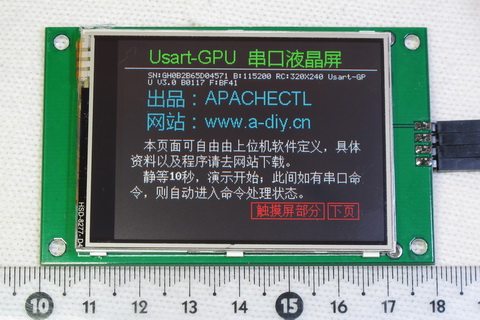 Usart-GPU 串口液晶屏
SN:GH0B2B65D04571 B:115200 RC:320X240 Usart-GP
U V3.0 B0117 F:BF41
出品：APACHECTL
网站：www.a-diy.cn
本页面可自由由上位机软件定义，具体
资料以及程序请去网站下载。
静等10秒，演示开始；此间如有串口命
令，则自动进入命令处理状态。
触摸屏部分 下页
HSD-8277-D4
10 11 12 13 14 15 16 17 18